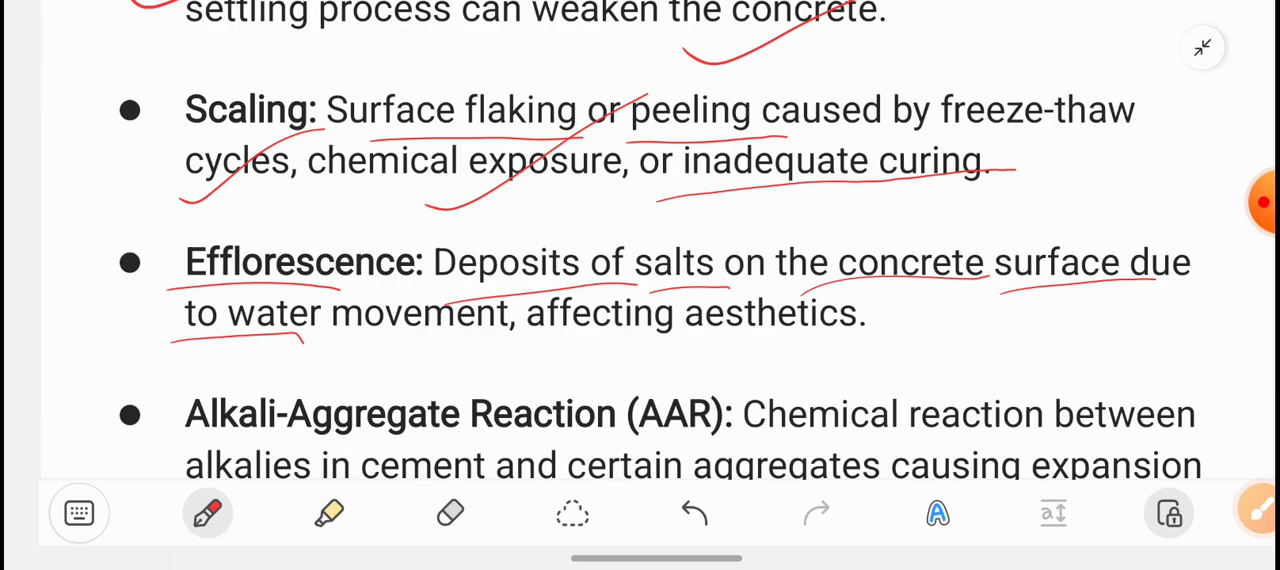 settling process can weaken the concrete.
● Scaling: Surface flaking or peeling caused by freeze-thaw
cycles, chemical exposure, or inadequate curing.
● Efflorescence: Deposits of salts on the concrete surface due
to water movement, affecting aesthetics.
● Alkali-Aggregate Reaction (AAR): Chemical reaction between
alkalies in cement and certain aggregates causing expansion